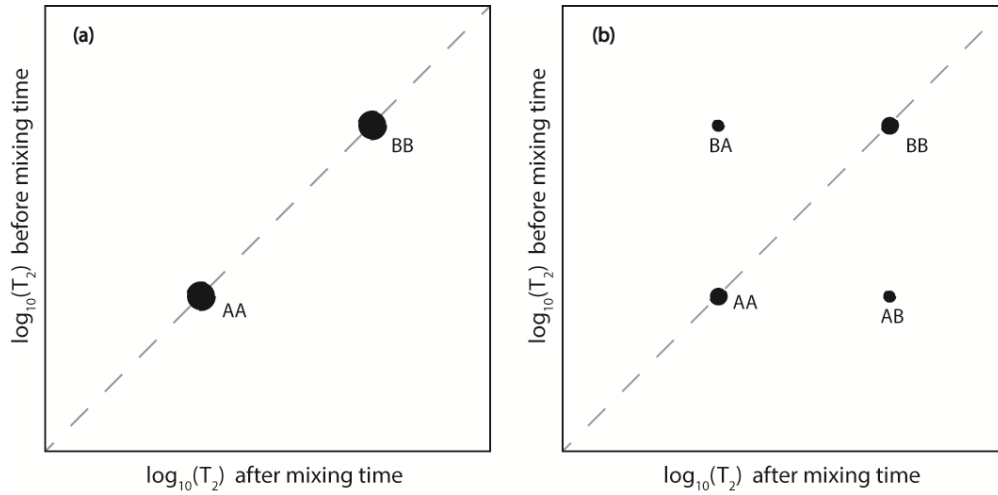 (a)
BB
AA
log₁₀(T₂) before mixing time
log₁₀(T₂) after mixing time
(b)
BA
BB
AA
AB
log₁₀(T₂) before mixing time
log₁₀(T₂) after mixing time